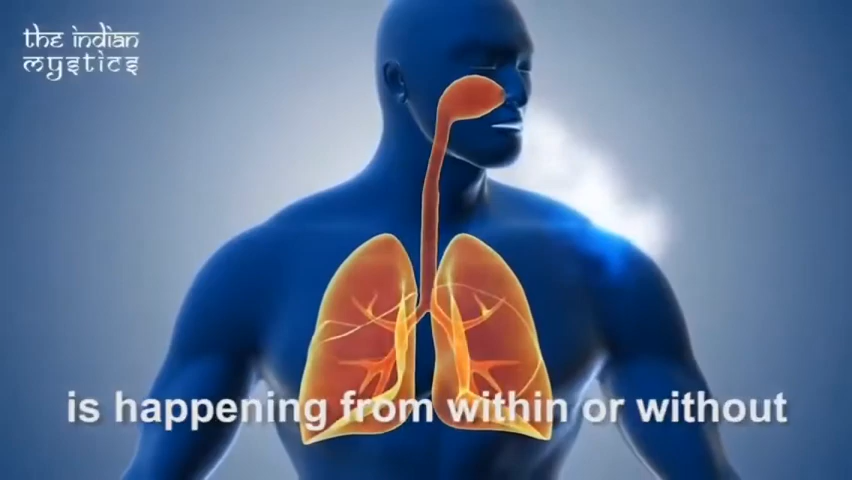 the indian
mystics
is happening from within or without